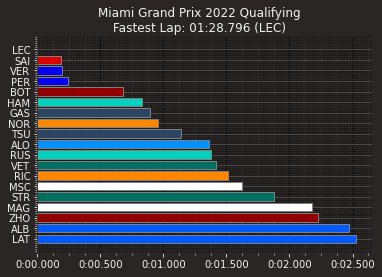 Miami Grand Prix 2022 Qualifying
Fastest Lap: 01:28.796 (LEC)
LEC
SAI
VER
PER
BOT
HAM
GAS
NOR
TSU
ALO
RUS
VET
RIC
MSC
STR
MAG
ZHO
ALB
LAT
0:00.000 0:00.500 0:01.000 0:01.500 0:02.000 0:02.500